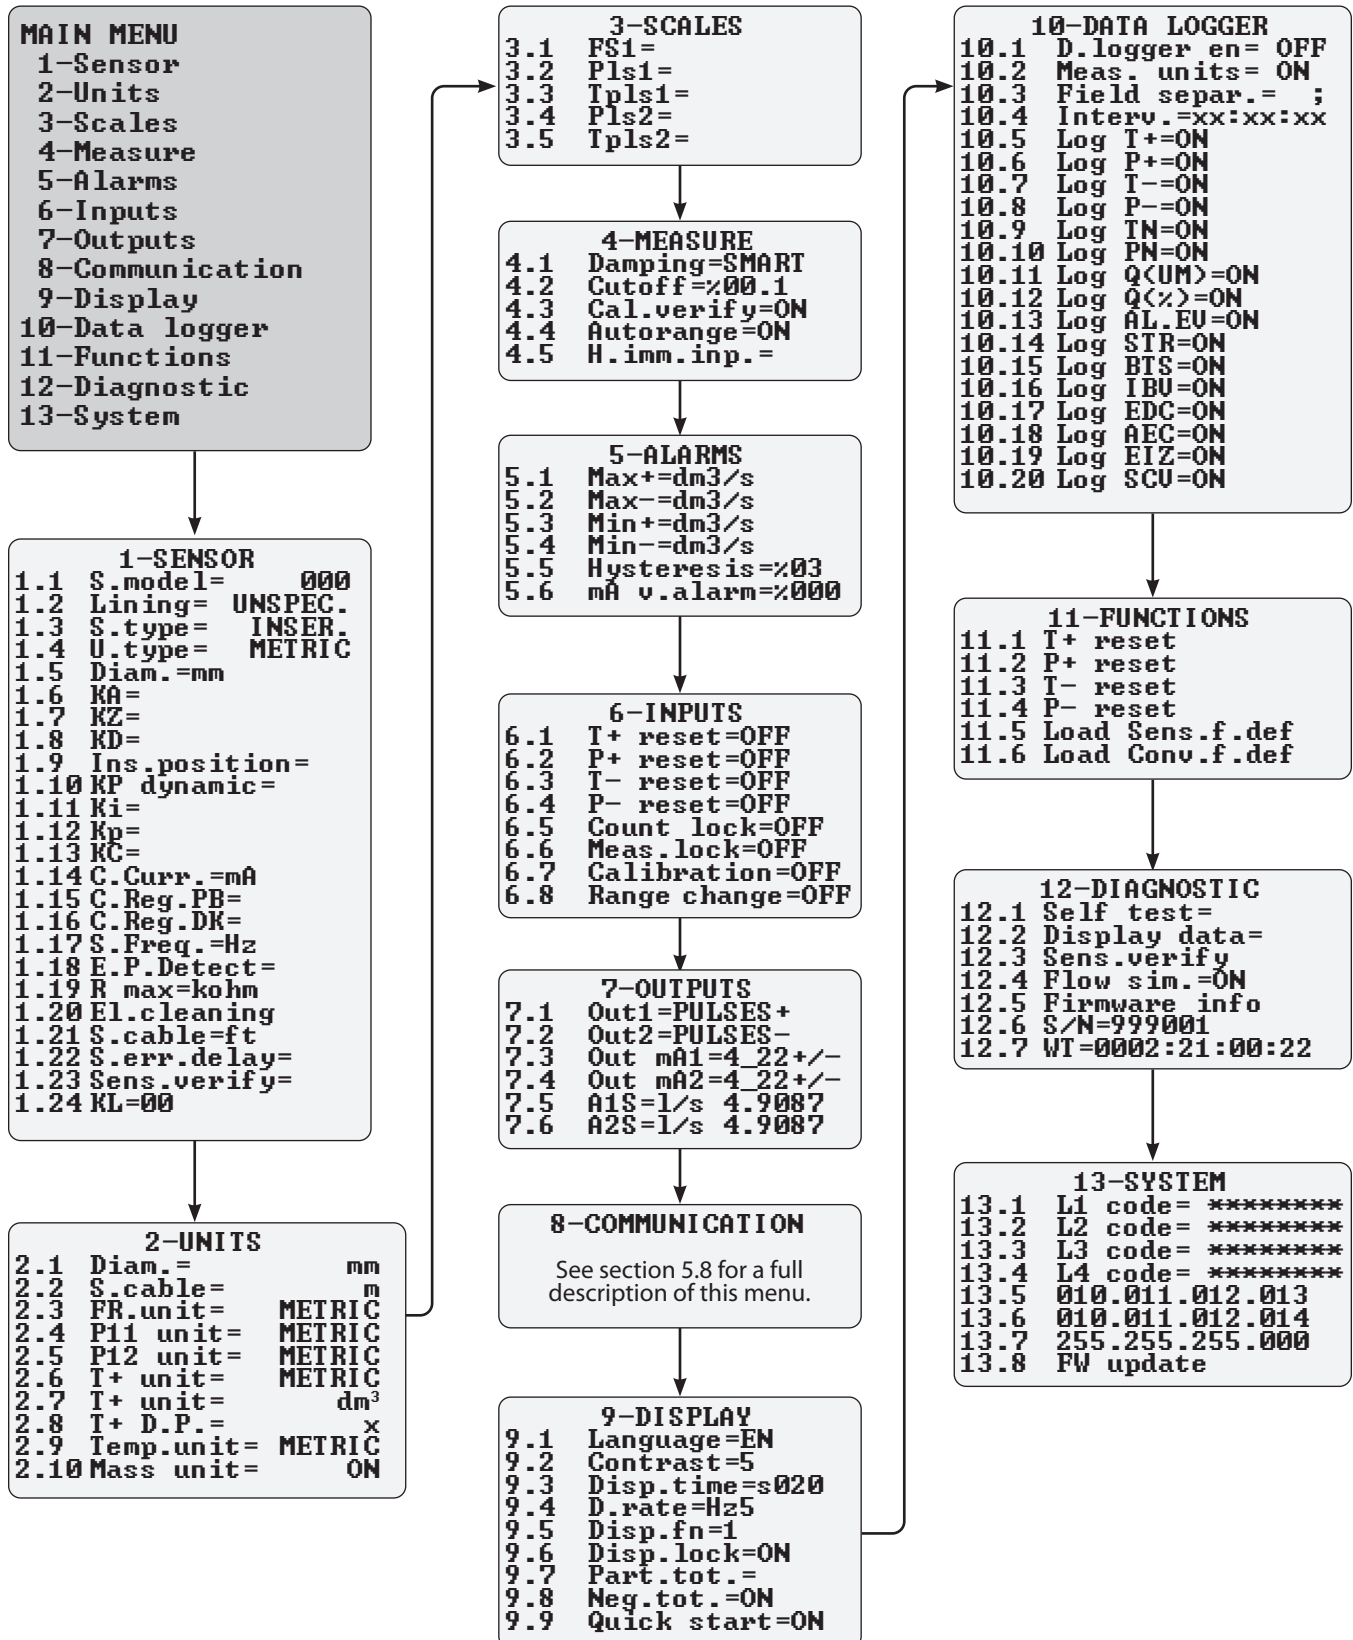 MAIN MENU
1-Sensor
2-Units
3-Scales
4-Measure
5-Alarms
6-Inputs
7-Outputs
8-Communication
9-Display
10-Data logger
11-Functions
12-Diagnostic
13-System
1-SENSOR
1.1 S.model= 000
1.2 Lining= UNSPEC.
1.3 S.type= INSER.
1.4 U.type= METRIC
1.5 Diam.=mm
1.6 KA=
1.7 KZ=
1.8 KD=
1.9 Ins.position=
1.10 KP dynamic=
1.11 Ki=
1.12 Kp=
1.13 KC=
1.14 C.Curr.=mA
1.15 C.Reg.PB=
1.16 C.Reg.DK=
1.17 S.Freq.=Hz
1.18 E.P.Detect=
1.19 R max=kohm
1.20 El.cleaning
1.21 S.cable=ft
1.22 S.err.delay=
1.23 Sens.verify=
1.24 KL=00
2-UNITS
2.1 Diam.= mm
2.2 S.cable= m
2.3 FR.unit= METRIC
2.4 P11 unit= METRIC
2.5 P12 unit= METRIC
2.6 T+ unit= METRIC
2.7 T+ unit= dm³
2.8 T+ D.P.= x
2.9 Temp.unit= METRIC
2.10 Mass unit= ON
3-SCALES
3.1 FS1=
3.2 Pls1=
3.3 Tpls1=
3.4 Pls2=
3.5 Tpls2=
4-MEASURE
4.1 Damping=SMART
4.2 Cutoff=%00.1
4.3 Cal.verify=ON
4.4 Autorange=ON
4.5 H.imm.inp.=
5-ALARMS
5.1 Max+=dm3/s
5.2 Max-=dm3/s
5.3 Min+=dm3/s
5.4 Min-=dm3/s
5.5 Hysteresis=%03
5.6 mA v.alarm=%000
6-INPUTS
6.1 T+ reset=OFF
6.2 P+ reset=OFF
6.3 T- reset=OFF
6.4 P- reset=OFF
6.5 Count lock=OFF
6.6 Meas.lock=OFF
6.7 Calibration=OFF
6.8 Range change=OFF
7-OUTPUTS
7.1 Out1=PULSES+
7.2 Out2=PULSES-
7.3 Out mA1=4_22+/-
7.4 Out mA2=4_22+/-
7.5 A1S=l/s 4.9087
7.6 A2S=l/s 4.9087
8-COMMUNICATION
See section 5.8 for a full
description of this menu.
9-DISPLAY
9.1 Language=EN
9.2 Contrast=5
9.3 Disp.time=s020
9.4 D.rate=Hz5
9.5 Disp.fn=1
9.6 Disp.lock=ON
9.7 Part.tot.=
9.8 Neg.tot.=ON
9.9 Quick start=ON
10-DATA LOGGER
10.1 D.logger en= OFF
10.2 Meas. units= ON
10.3 Field separ.= ;
10.4 Interv.=xx:xx:xx
10.5 Log T+=ON
10.6 Log P+=ON
10.7 Log T-=ON
10.8 Log P-=ON
10.9 Log TN=ON
10.10 Log PN=ON
10.11 Log Q(UM)=ON
10.12 Log Q(%)=ON
10.13 Log AL.EV=ON
10.14 Log STR=ON
10.15 Log BTS=ON
10.16 Log IBV=ON
10.17 Log EDC=ON
10.18 Log AEC=ON
10.19 Log EIZ=ON
10.20 Log SCV=ON
11-FUNCTIONS
11.1 T+ reset
11.2 P+ reset
11.3 T- reset
11.4 P- reset
11.5 Load Sens.f.def
11.6 Load Conv.f.def
12-DIAGNOSTIC
12.1 Self test=
12.2 Display data=
12.3 Sens.verify
12.4 Flow sim.=ON
12.5 Firmware info
12.6 S/N=999001
12.7 WT=0002:21:00:22
13-SYSTEM
13.1 L1 code= ********
13.2 L2 code= ********
13.3 L3 code= ********
13.4 L4 code= ********
13.5 010.011.012.013
13.6 010.011.012.014
13.7 255.255.255.000
13.8 FW update